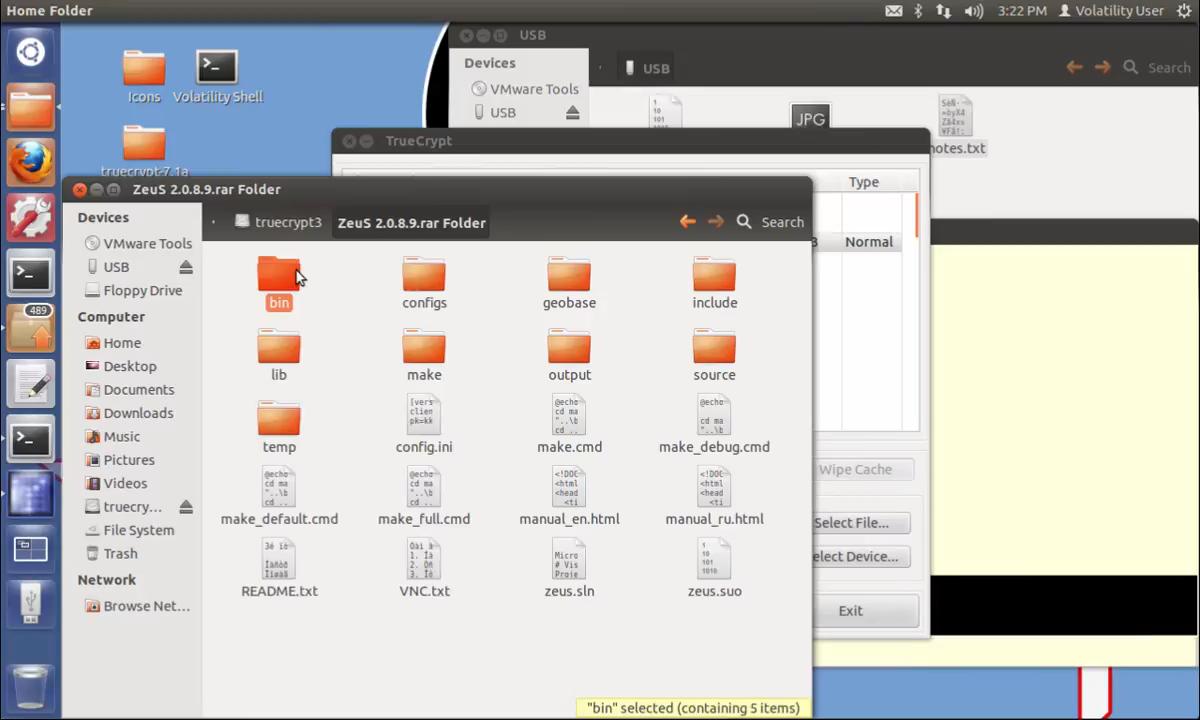 Home Folder
3:22 PM
Volatility User
Icons
Volatility Shell
truecrypt-7.1a
489
USB
Devices
VMware Tools
USB
USB
Search
JPG
notes.txt
TrueCrypt
Type
Normal
Wipe Cache
Select File...
elect Device...
Exit
ZeuS 2.0.8.9.rar Folder
truecrypt3
ZeuS 2.0.8.9.rar Folder
Search
Devices
VMware Tools
USB
Floppy Drive
Computer
Home
Desktop
Documents
Downloads
Music
Pictures
Videos
truecry...
File System
Trash
Network
Browse Net...
bin
configs
geobase
include
lib
make
output
source
temp
config.ini
make.cmd
make_debug.cmd
make_default.cmd
make_full.cmd
manual_en.html
manual_ru.html
README.txt
VNC.txt
zeus.sln
zeus.suo
"bin" selected (containing 5 items)